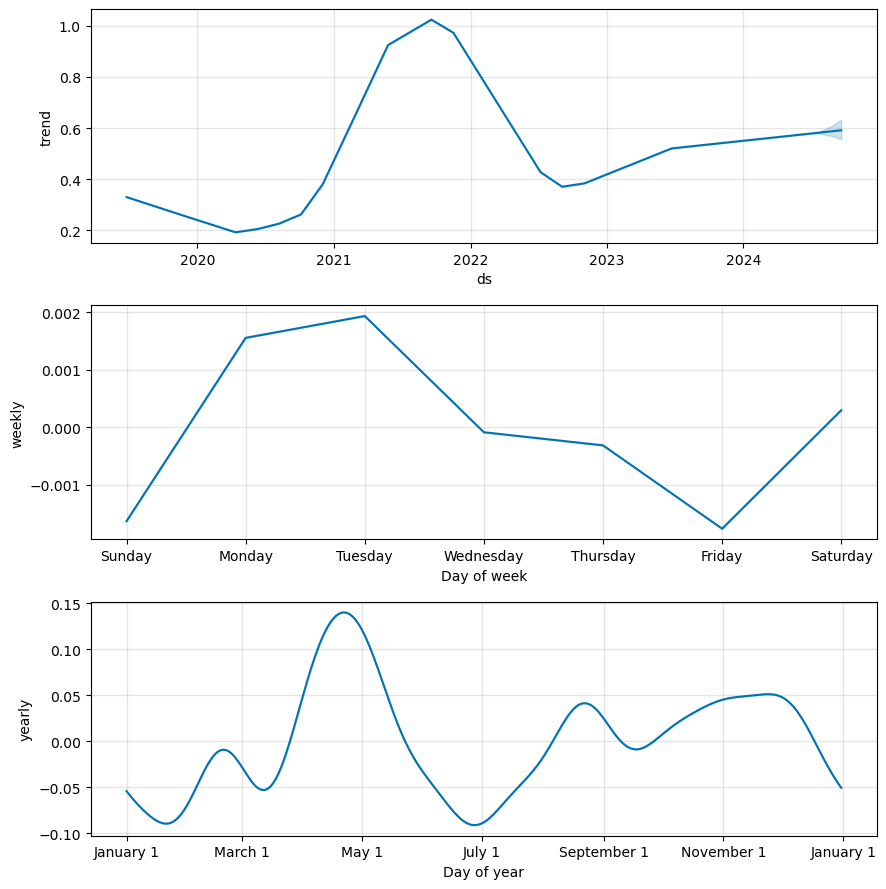 1.0
0.8
0.6
0.4
0.2
trend
2020 2021 2022 2023 2024
ds
0.002
0.001
0.000
−0.001
weekly
Sunday Monday Tuesday Wednesday Thursday Friday Saturday
Day of week
0.15
0.10
0.05
0.00
−0.05
−0.10
yearly
January 1 March 1 May 1 July 1 September 1 November 1 January 1
Day of year